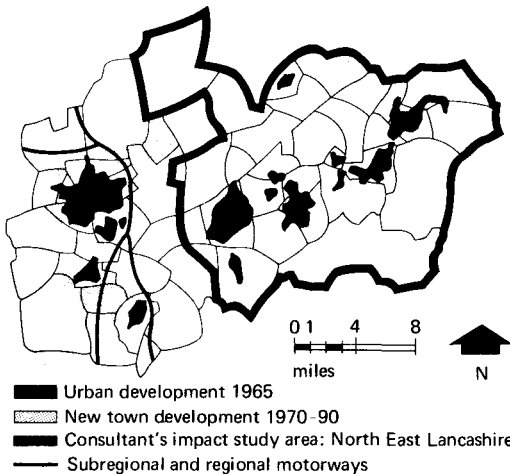 0 1 4 8
miles
N
Urban development 1965
New town development 1970-90
Consultant's impact study area: North East Lancashire
Subregional and regional motorways